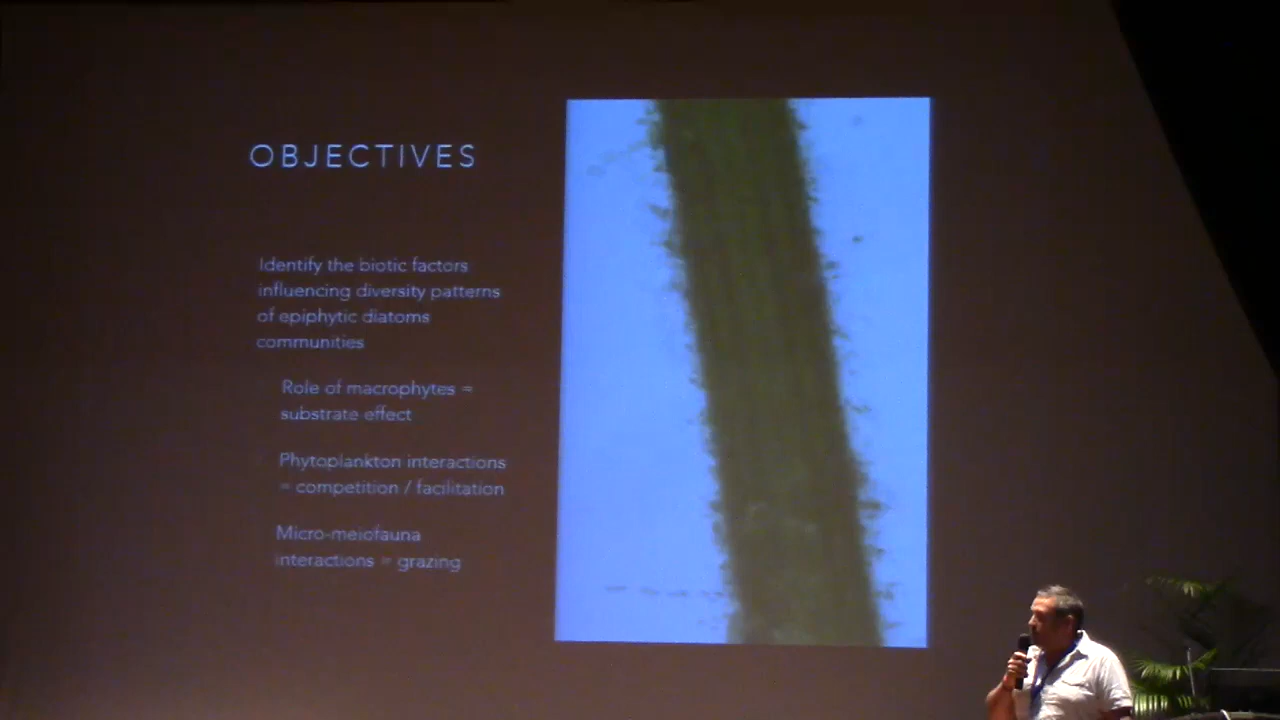 OBJECTIVES
Identify the biotic factors
influencing diversity patterns
of epiphytic diatoms
communities
Role of macrophytes =
substrate effect
Phytoplankton interactions
= competition / facilitation
Micro-meiofauna
interactions = grazing